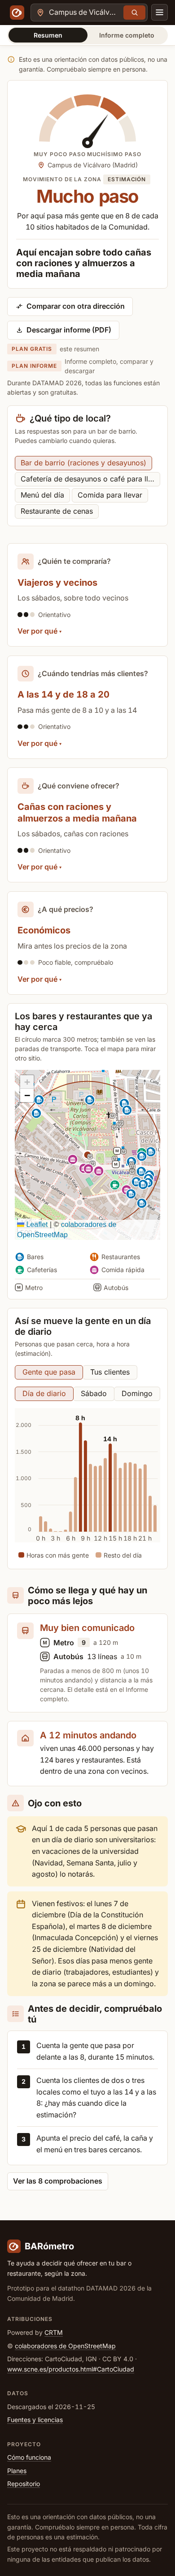 Campus de Vicálv...
Resumen
Informe completo
Esto es una orientación con datos públicos, no una
garantía. Compruébalo siempre en persona.
MUY POCO PASO
MUCHÍSIMO PASO
Campus de Vicálvaro (Madrid)
MOVIMIENTO DE LA ZONA ESTIMACIÓN
Mucho paso
Por aquí pasa más gente que en 8 de cada
10 sitios habitados de la Comunidad.
Aquí encajan sobre todo cañas
con raciones y almuerzos a
media mañana
Comparar con otra dirección
Descargar informe (PDF)
PLAN GRATIS este resumen
PLAN INFORME Informe completo, comparar y
descargar
Durante DATAMAD 2026, todas las funciones están
abiertas y son gratuitas.
¿Qué tipo de local?
Las respuestas son para un bar de barrio.
Puedes cambiarlo cuando quieras.
Bar de barrio (raciones y desayunos)
Cafetería de desayunos o café para ll...
Menú del día
Comida para llevar
Restaurante de cenas
¿Quién te compraría?
Viajeros y vecinos
Los sábados, sobre todo vecinos
Orientativo
Ver por qué
¿Cuándo tendrías más clientes?
A las 14 y de 18 a 20
Pasa más gente de 8 a 10 y a las 14
Orientativo
Ver por qué
¿Qué conviene ofrecer?
Cañas con raciones y
almuerzos a media mañana
Los sábados, cañas con raciones
Orientativo
Ver por qué
¿A qué precios?
Económicos
Mira antes los precios de la zona
Poco fiable, compruébalo
Ver por qué
Los bares y restaurantes que ya
hay cerca
El círculo marca 300 metros; también se ven las
paradas de transporte. Toca el mapa para mirar
otro sitio.
+
−
Universidad
Rey Juan
Carlos
(Campus de
Vicálvaro)
Leaflet | © colaboradores de
OpenStreetMap
Bares
Restaurantes
Cafeterías
Comida rápida
M Metro
Autobús
Así se mueve la gente en un día
de diario
Personas que pasan cerca, hora a hora
(estimación).
Gente que pasa
Tus clientes
Día de diario
Sábado
Domingo
2.000
1.500
1.000
500
0
8 h
14 h
0 h 3 h 6 h 9 h 12 h 15 h 18 h 21 h
Horas con más gente
Resto del día
Cómo se llega y qué hay un
poco más lejos
Muy bien comunicado
M Metro 9 a 120 m
Autobús 13 líneas a 10 m
Paradas a menos de 800 m (unos 10
minutos andando) y distancia a la más
cercana. El detalle está en el Informe
completo.
A 12 minutos andando
viven unas 46.000 personas y hay
124 bares y restaurantes. Está
dentro de una zona con vecinos.
Ojo con esto
Aquí 1 de cada 5 personas que pasan
en un día de diario son universitarios:
en vacaciones de la universidad
(Navidad, Semana Santa, julio y
agosto) lo notarás.
Vienen festivos: el lunes 7 de
diciembre (Día de la Constitución
Española), el martes 8 de diciembre
(Inmaculada Concepción) y el viernes
25 de diciembre (Natividad del
Señor). Esos días pasa menos gente
de diario (trabajadores, estudiantes) y
la zona se parece más a un domingo.
Antes de decidir, compruébalo
tú
1 Cuenta la gente que pasa por
delante a las 8, durante 15 minutos.
2 Cuenta los clientes de dos o tres
locales como el tuyo a las 14 y a las
8: ¿hay más cuando dice la
estimación?
3 Apunta el precio del café, la caña y
el menú en tres bares cercanos.
Ver las 8 comprobaciones
BARómetro
Te ayuda a decidir qué ofrecer en tu bar o
restaurante, según la zona.
Prototipo para el datathon DATAMAD 2026 de la
Comunidad de Madrid.
ATRIBUCIONES
Powered by CRTM
© colaboradores de OpenStreetMap
Direcciones: CartoCiudad, IGN · CC BY 4.0 ·
www.scne.es/productos.html#CartoCiudad
DATOS
Descargados el 2026-11-25
Fuentes y licencias
PROYECTO
Cómo funciona
Planes
Repositorio
Esto es una orientación con datos públicos, no una
garantía. Compruébalo siempre en persona. Toda cifra
de personas es una estimación.
Este proyecto no está respaldado ni patrocinado por
ninguna de las entidades que publican los datos.